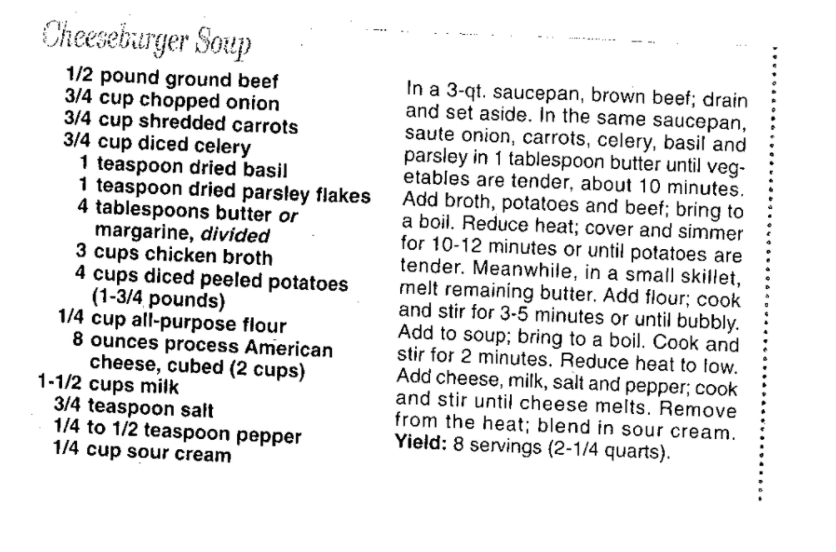 Cheeseburger Soup
1/2 pound ground beef
3/4 cup chopped onion
3/4 cup shredded carrots
3/4 cup diced celery
1 teaspoon dried basil
1 teaspoon dried parsley flakes
4 tablespoons butter or
margarine, divided
3 cups chicken broth
4 cups diced peeled potatoes
(1-3/4 pounds)
1/4 cup all-purpose flour
8 ounces process American
cheese, cubed (2 cups)
1-1/2 cups milk
3/4 teaspoon salt
1/4 to 1/2 teaspoon pepper
1/4 cup sour cream
In a 3-qt. saucepan, brown beef; drain
and set aside. In the same saucepan,
saute onion, carrots, celery, basil and
parsley in 1 tablespoon butter until veg-
etables are tender, about 10 minutes.
Add broth, potatoes and beef; bring to
a boil. Reduce heat; cover and simmer
for 10-12 minutes or until potatoes are
tender. Meanwhile, in a small skillet,
melt remaining butter. Add flour; cook
and stir for 3-5 minutes or until bubbly.
Add to soup; bring to a boil. Cook and
stir for 2 minutes. Reduce heat to low.
Add cheese, milk, salt and pepper; cook
and stir until cheese melts. Remove
from the heat; blend in sour cream.
Yield: 8 servings (2-1/4 quarts).